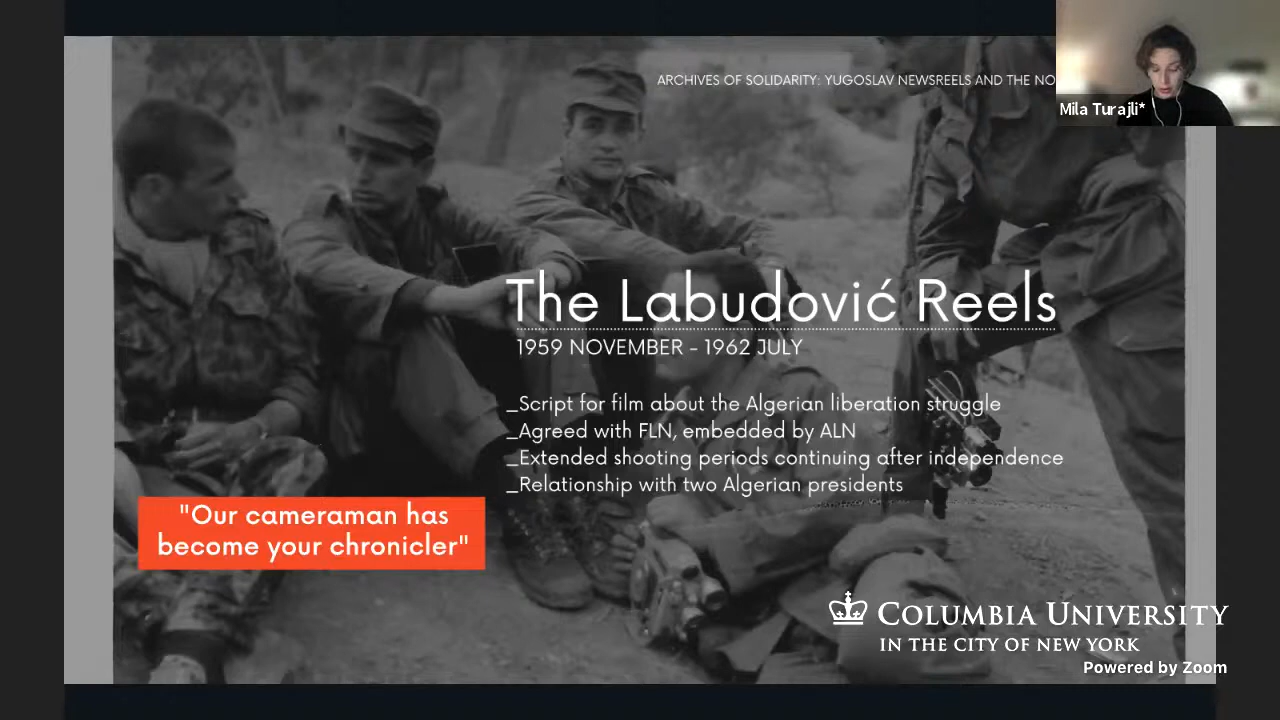 ARCHIVES OF SOLIDARITY: YUGOSLAV NEWSREELS AND THE NO
Mila Turajli*
The Labudović Reels
1959 NOVEMBER - 1962 JULY
_Script for film about the Algerian liberation struggle
_Agreed with FLN, embedded by ALN
_Extended shooting periods continuing after independence
_Relationship with two Algerian presidents
"Our cameraman has
become your chronicler"
COLUMBIA UNIVERSITY
IN THE CITY OF NEW YORK
Powered by Zoom